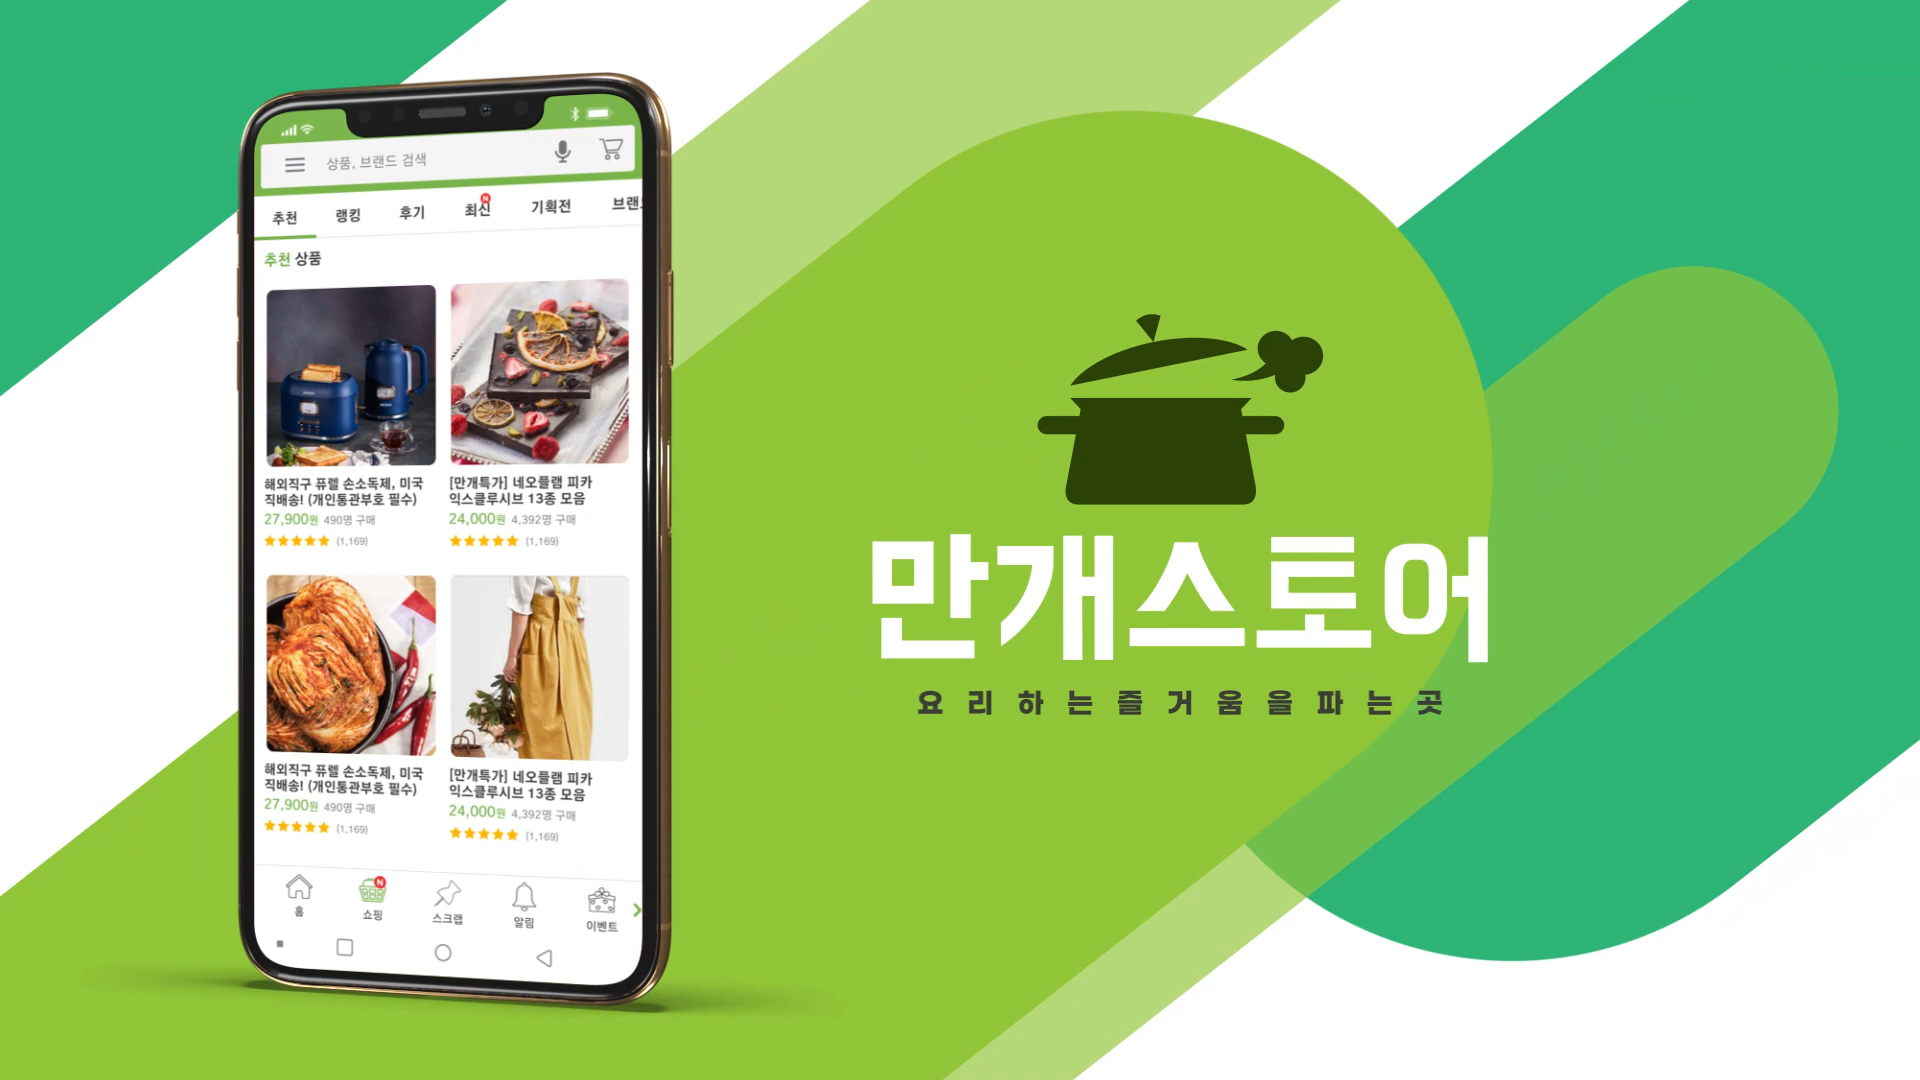 상품, 브랜드 검색
추천 랭킹 후기 최신 N 기획전 브랜드
추천 상품
해외직구 퓨렐 손소독제, 미국
직배송! (개인통관부호 필수)
27,900원 490명 구매
(1,169)
[만개특가] 네오플램 피카
익스클루시브 13종 모음
24,000원 4,392명 구매
(1,169)
해외직구 퓨렐 손소독제, 미국
직배송! (개인통관부호 필수)
27,900원 490명 구매
(1,169)
[만개특가] 네오플램 피카
익스클루시브 13종 모음
24,000원 4,392명 구매
(1,169)
N
홈 쇼핑 스크랩 알림 이벤트
만개스토어
요리하는즐거움을파는곳